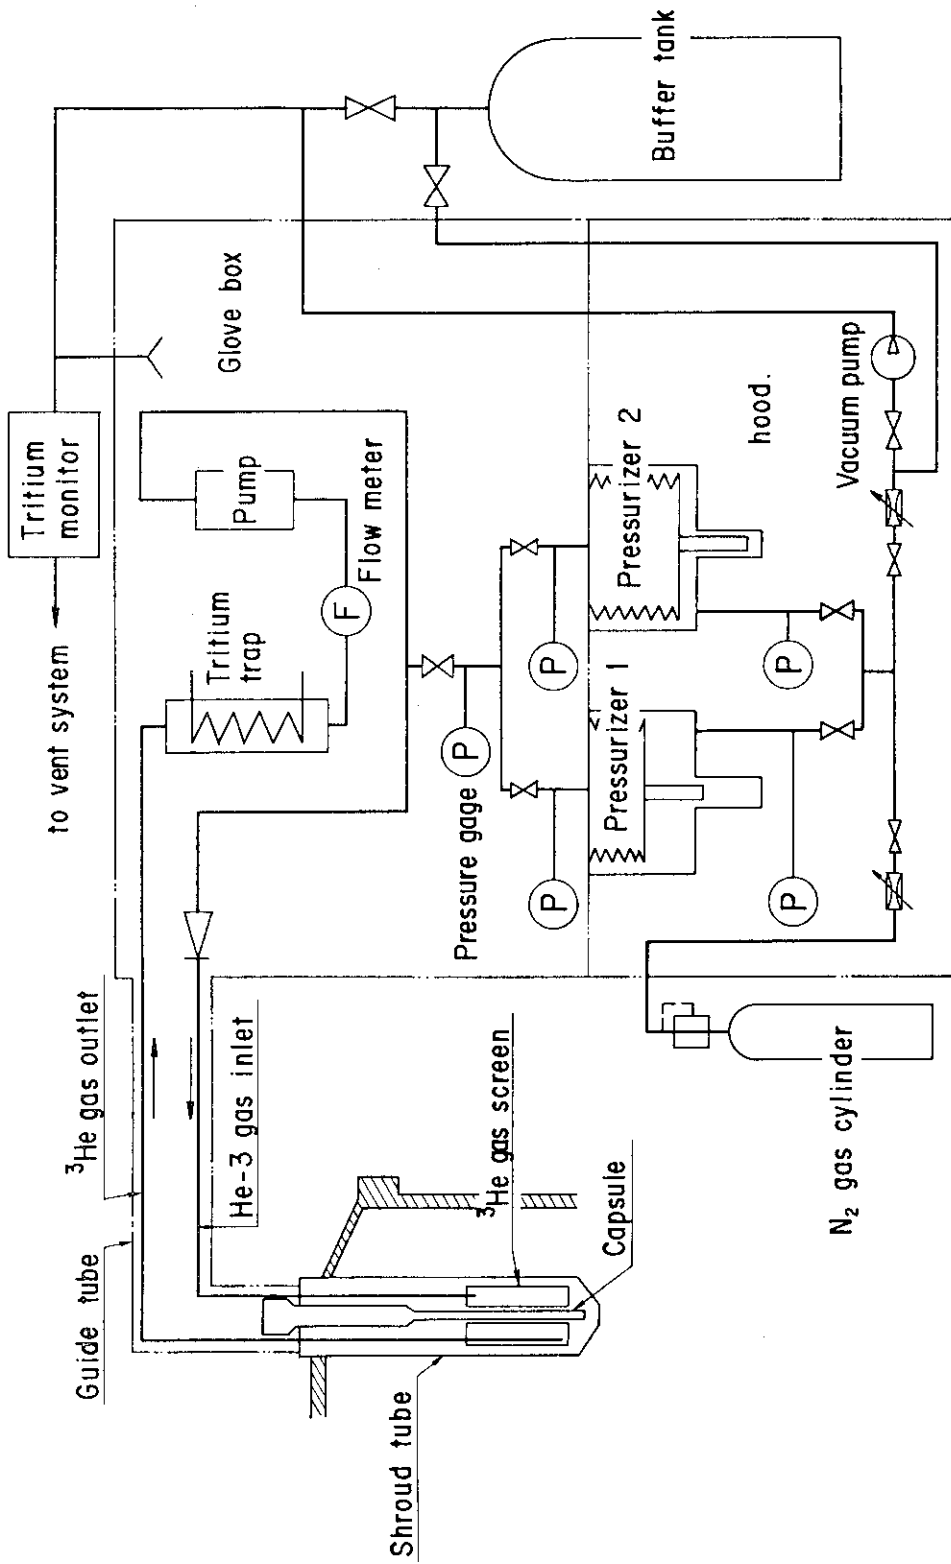 to vent system
Tritium
monitor
Guide tube
³He gas outlet
Tritium
trap
Pump
Flow meter
F
Glove box
He-3 gas inlet
Shroud tube
³He gas screen
Capsule
Pressure gage
P
P
P
Pressurizer 1
Pressurizer 2
P
P
hood.
Vacuum pump
Buffer tank
N₂ gas cylinder